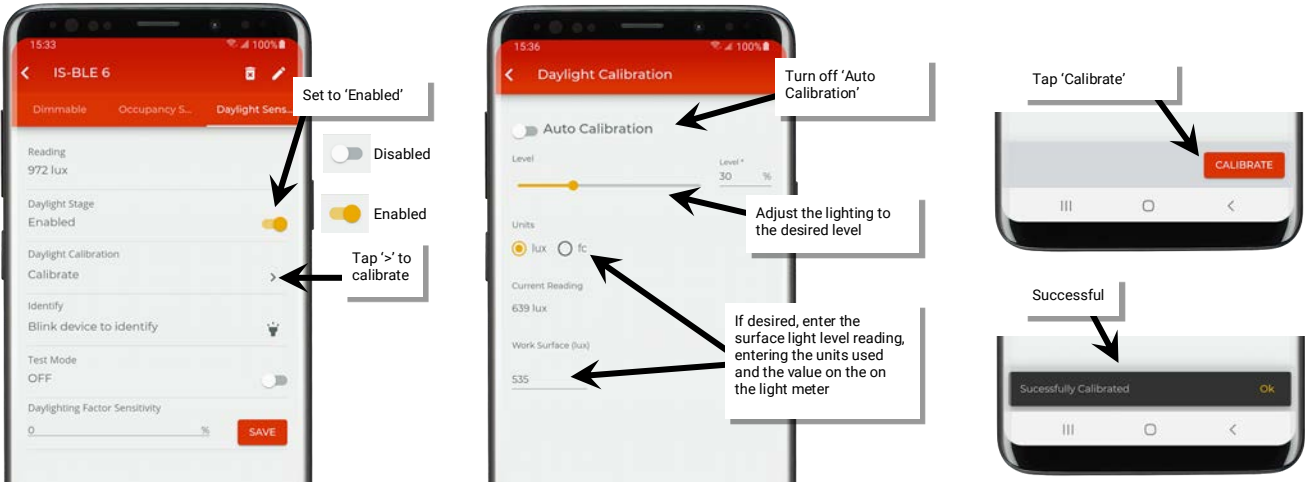 15:33
100%
IS-BLE 6
Dimmable
Occupancy S...
Daylight Sens...
Reading
972 lux
Daylight Stage
Enabled
Daylight Calibration
Calibrate
>
Identify
Blink device to identify
Test Mode
OFF
Daylighting Factor Sensitivity
0
%
SAVE
Set to ‘Enabled’
Disabled
Enabled
Tap ‘>’ to
calibrate
15:36
100%
Daylight Calibration
Auto Calibration
Level
Level *
30 %
Units
lux
fc
Current Reading
639 lux
Work Surface (lux)
535
Turn off ‘Auto
Calibration’
Adjust the lighting to
the desired level
If desired, enter the
surface light level reading,
entering the units used
and the value on the on
the light meter
Tap ‘Calibrate’
CALIBRATE
Successful
Sucessfully Calibrated
Ok